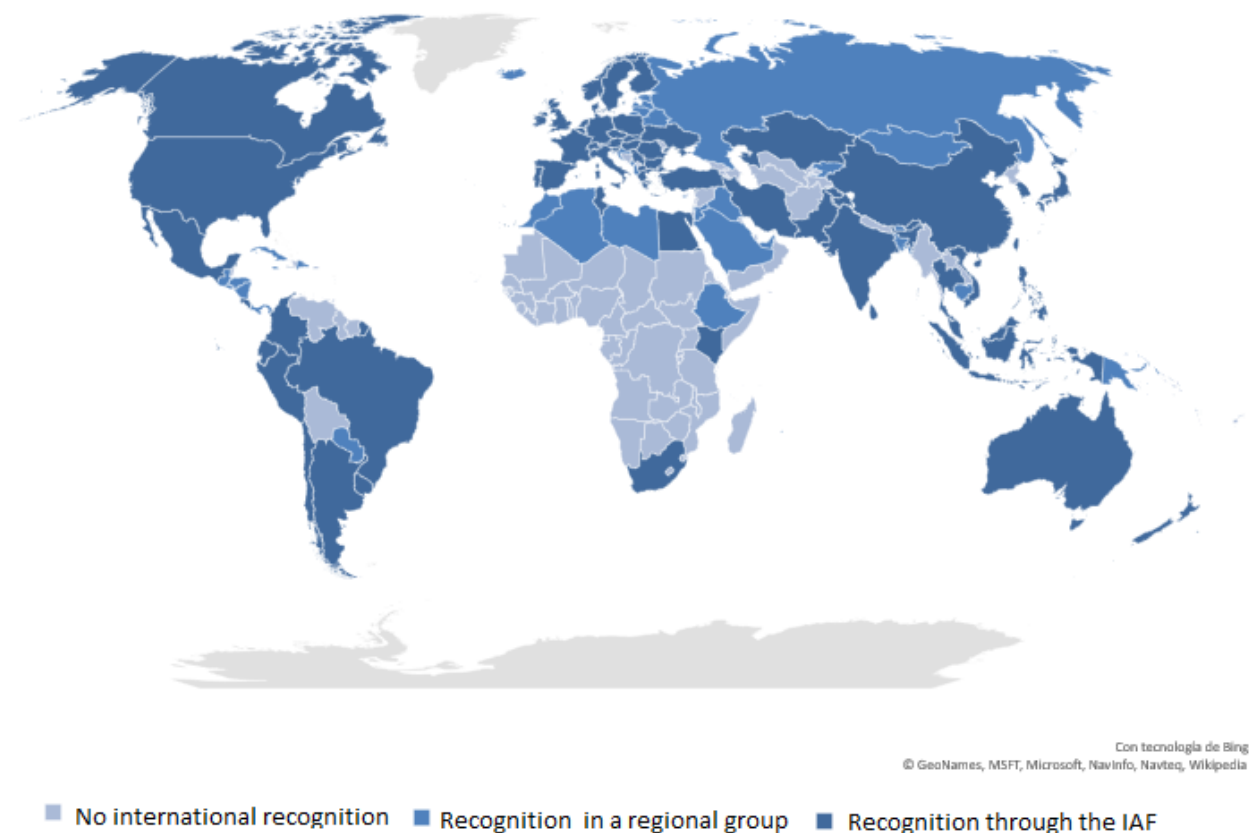 Con tecnología de Bing
© GeoNames, MSFT, Microsoft, NavInfo, Navteq, Wikipedia
No international recognition Recognition in a regional group Recognition through the IAF